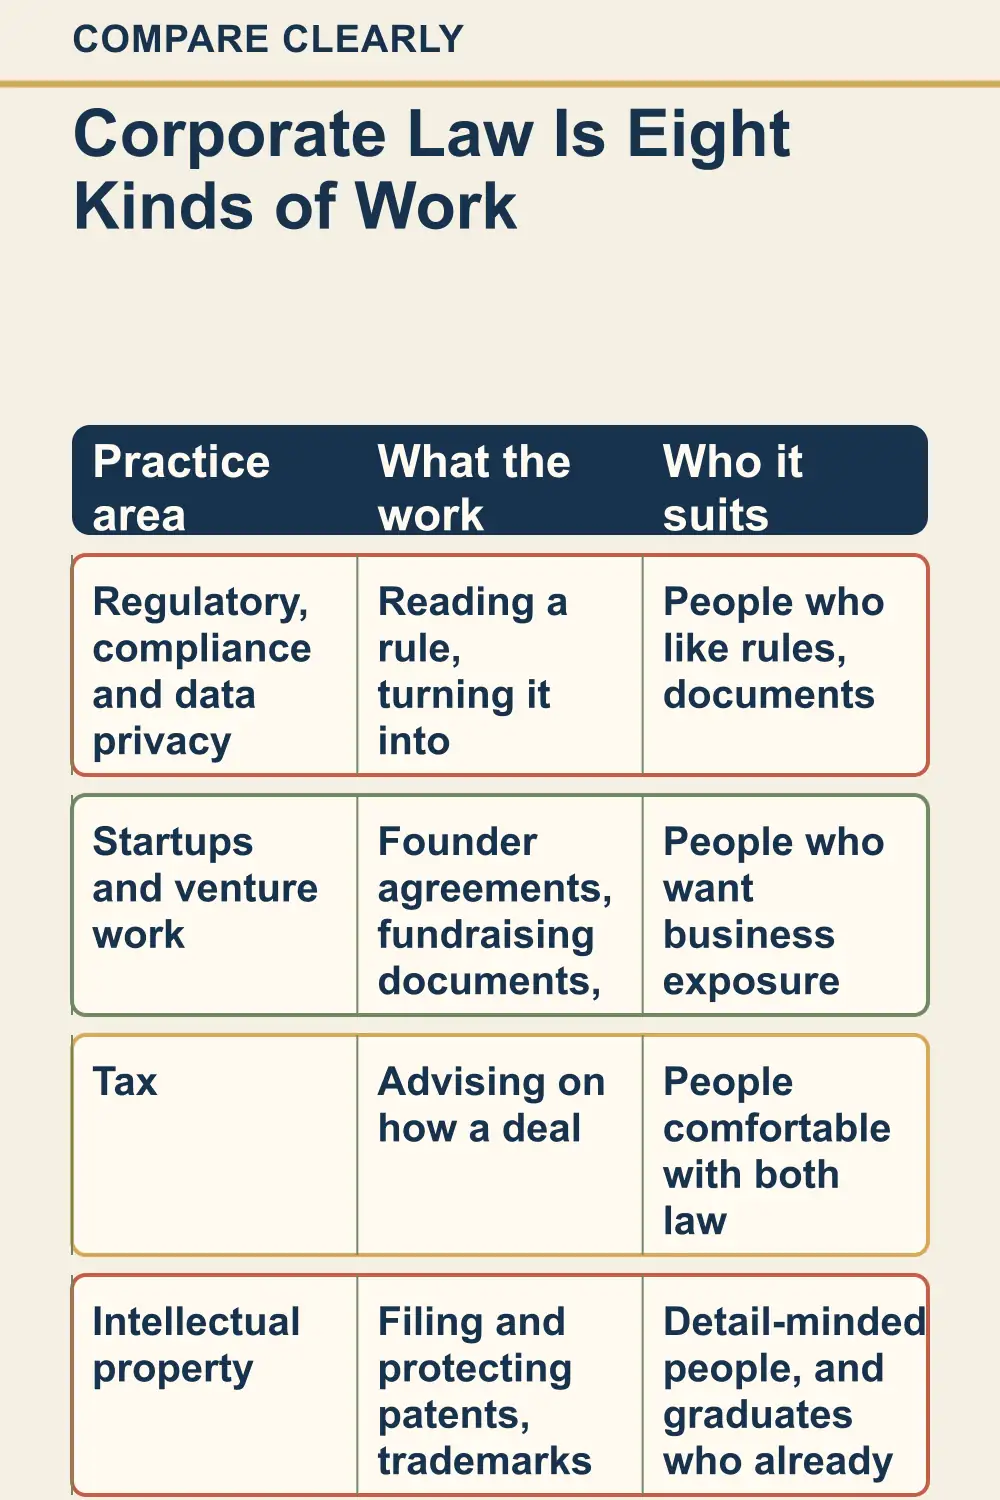 COMPARE CLEARLY
Corporate Law Is Eight
Kinds of Work
Practice
area
What the
work
Who it
suits
Regulatory,
compliance
and data
privacy
Reading a
rule,
turning it
into
People who
like rules,
documents
Startups
and venture
work
Founder
agreements,
fundraising
documents,
People who
want
business
exposure
Tax
Advising on
how a deal
People
comfortable
with both
law
Intellectual
property
Filing and
protecting
patents,
trademarks
Detail-minded
people, and
graduates
who already